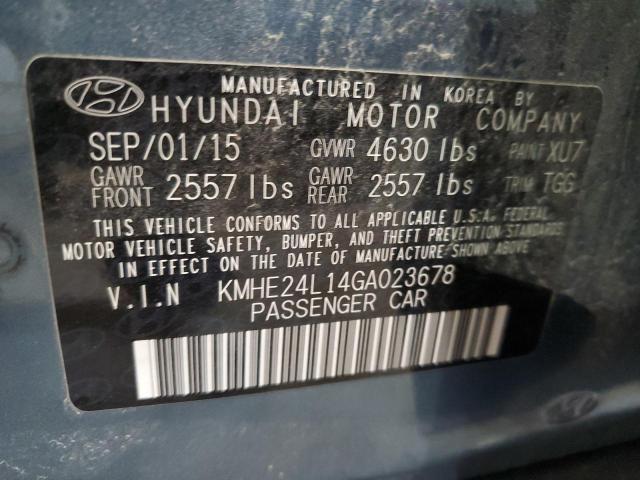 MANUFACTURED IN KOREA BY
HYUNDAI MOTOR COMPANY
SEP/01/15 GVWR 4630 lbs PAINT XU7
GAWR FRONT 2557 lbs GAWR REAR 2557 lbs TRIM TGG
THIS VEHICLE CONFORMS TO ALL APPLICABLE U.S.A. FEDERAL
MOTOR VEHICLE SAFETY, BUMPER, AND THEFT PREVENTION STANDARDS
IN EFFECT ON THE DATE OF MANUFACTURE SHOWN ABOVE
V.I.N KMHE24L14GA023678
PASSENGER CAR